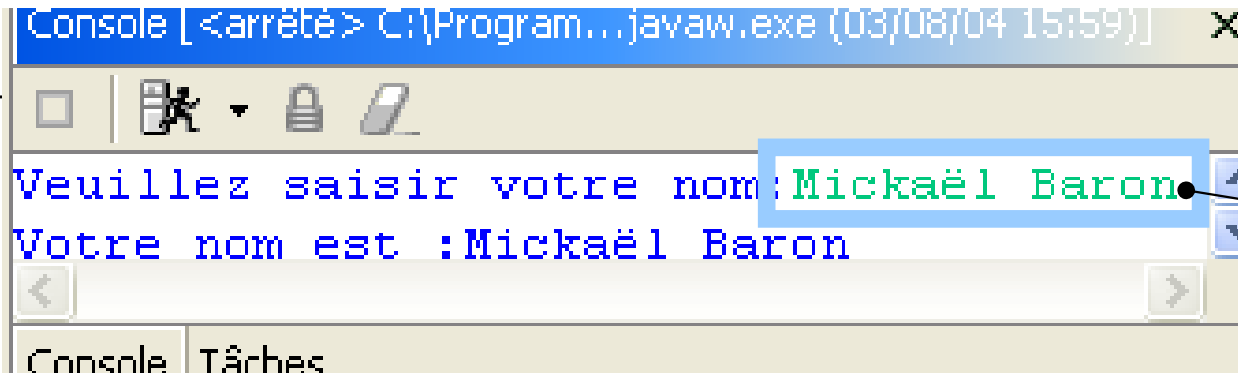 Console [<arrêté> C:\Program...javaw.exe (03/08/04 15:59)]
Veuillez saisir votre nom:Mickaël Baron
Votre nom est :Mickaël Baron
Console Tâches